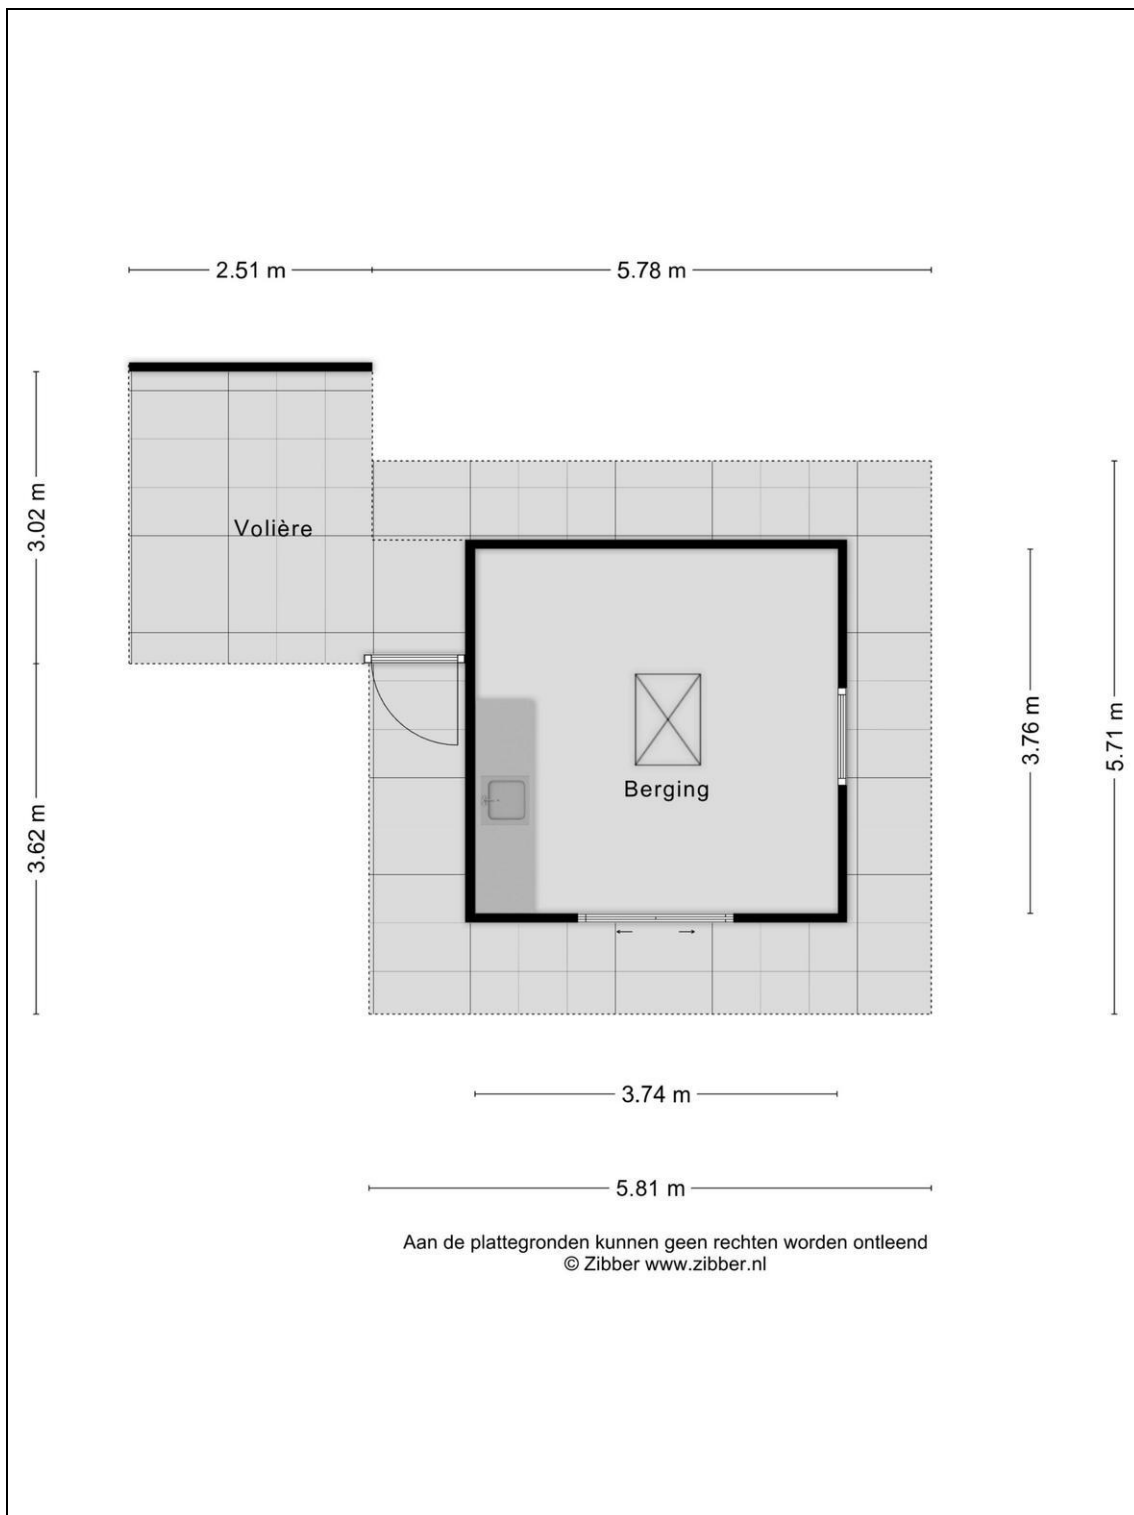 2.51 m
5.78 m
3.02 m
Volière
3.76 m
5.71 m
Berging
3.62 m
3.74 m
5.81 m
Aan de plattegronden kunnen geen rechten worden ontleend
© Zibber www.zibber.nl